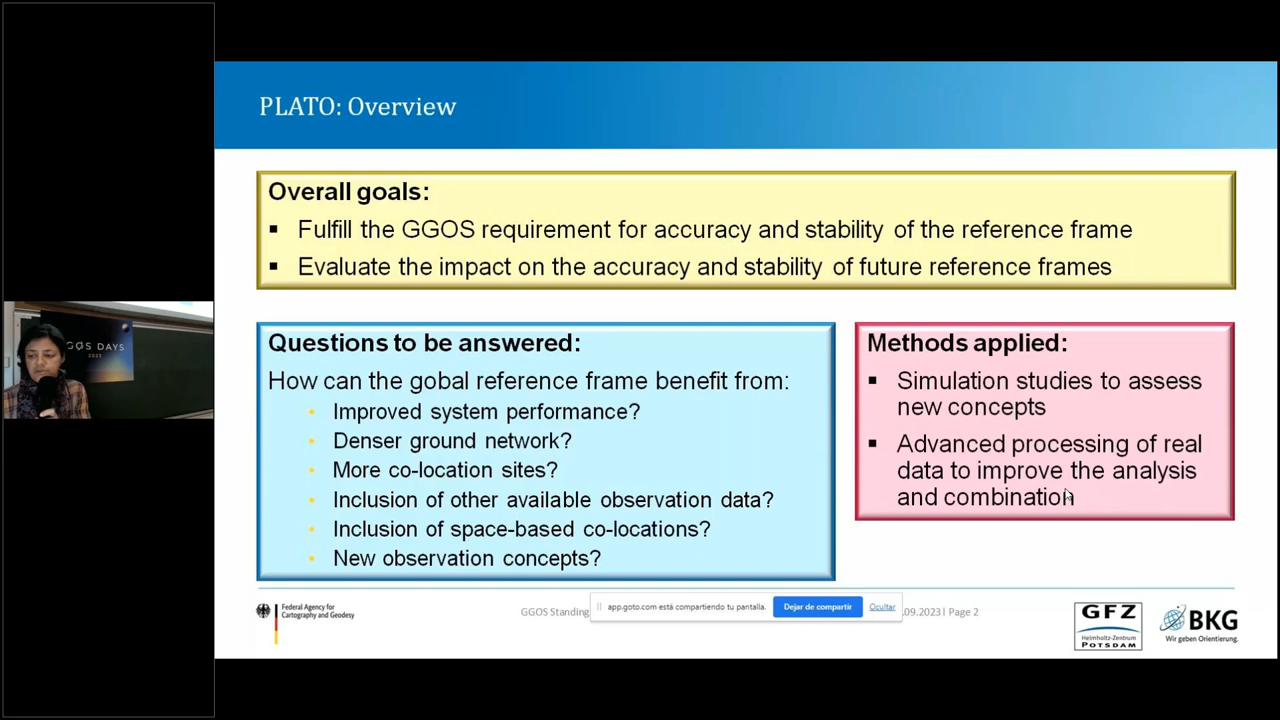 PLATO: Overview
Overall goals:
▪ Fulfill the GGOS requirement for accuracy and stability of the reference frame
▪ Evaluate the impact on the accuracy and stability of future reference frames
Questions to be answered:
How can the gobal reference frame benefit from:
• Improved system performance?
• Denser ground network?
• More co-location sites?
• Inclusion of other available observation data?
• Inclusion of space-based co-locations?
• New observation concepts?
Methods applied:
▪ Simulation studies to assess
new concepts
▪ Advanced processing of real
data to improve the analysis
and combination
GGOS DAYS
2023
Federal Agency for
Cartography and Geodesy
GGOS Standing
app.goto.com está compartiendo tu pantalla.
Dejar de compartir
Ocultar
.09.2023 | Page 2
GFZ
Helmholtz-Zentrum
POTSDAM
BKG
Wir geben Orientierung.